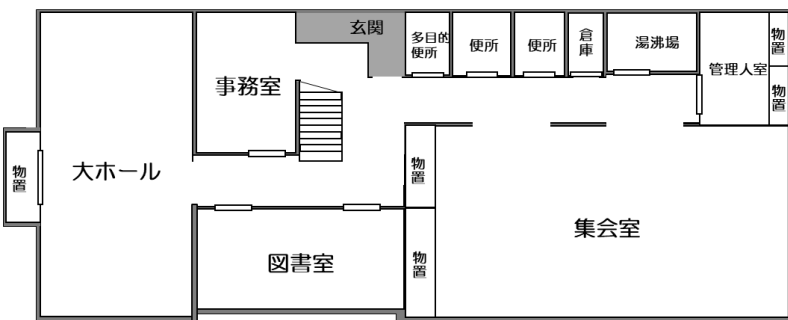 玄関
多目的
便所
便所
便所
倉庫
湯沸場
管理人室
物置
物置
事務室
大ホール
物置
物置
図書室
物置
集会室